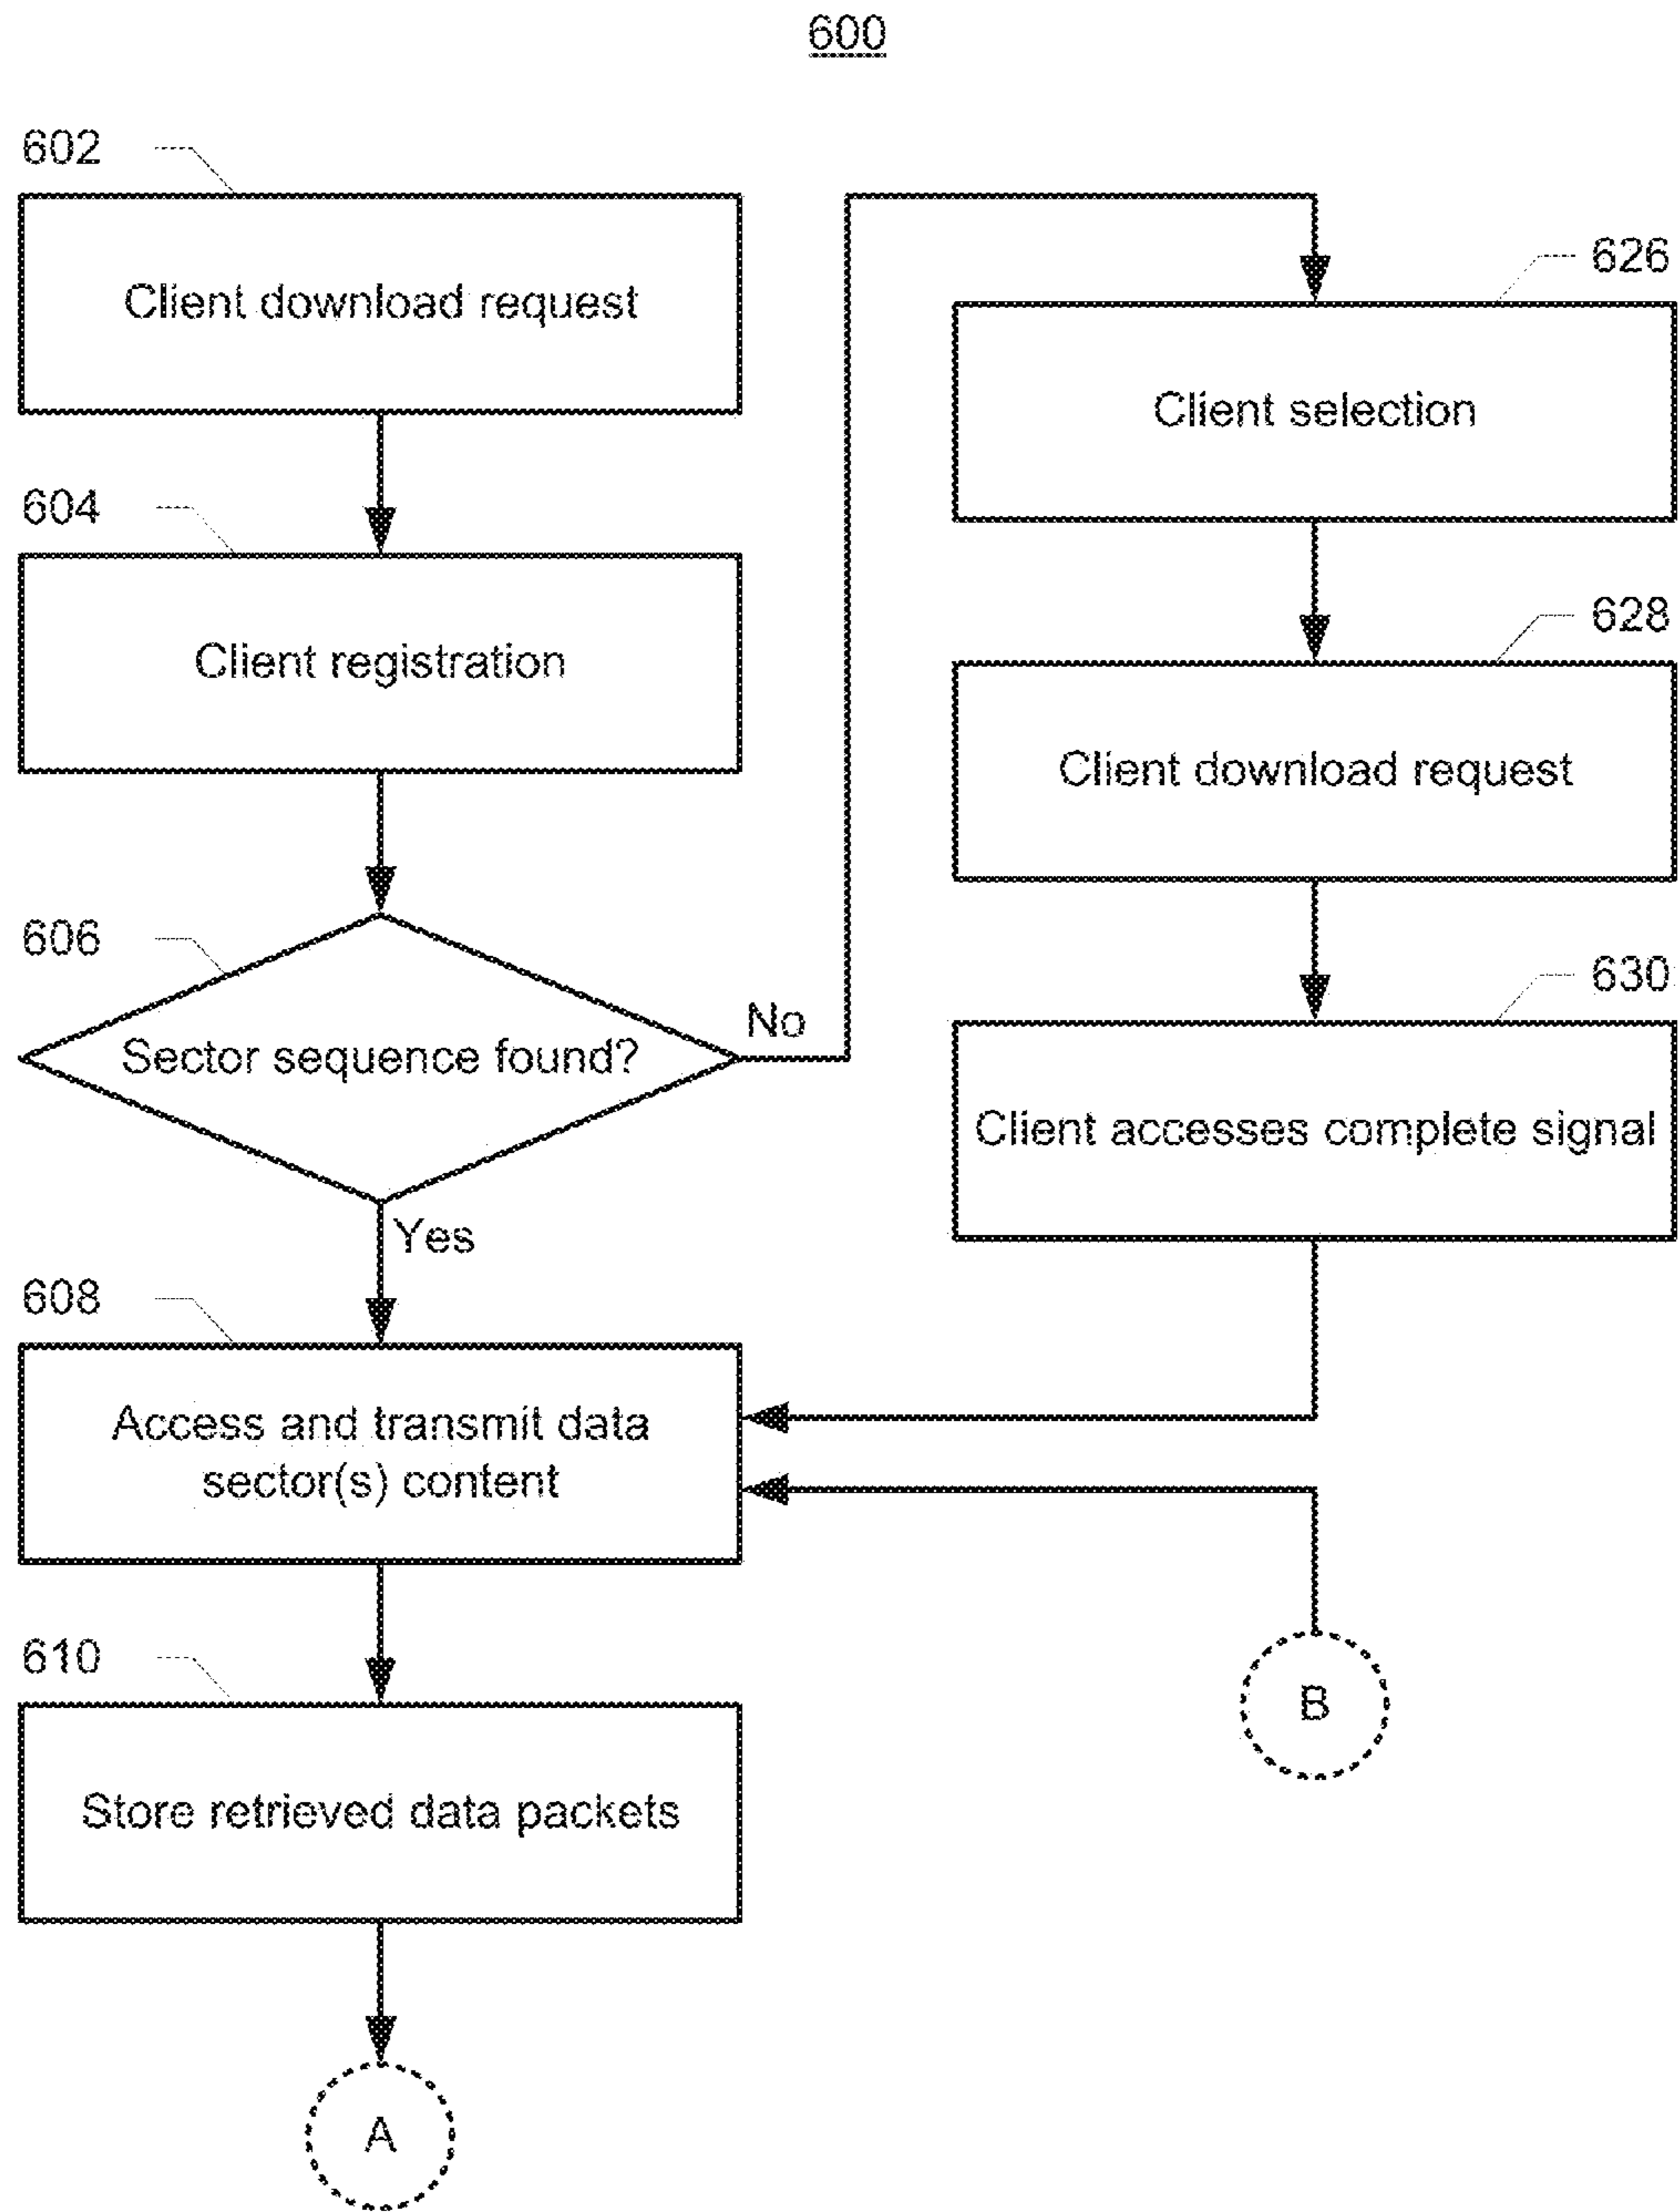 600
602
Client download request
604
Client registration
606
Sector sequence found?
No
Yes
608
Access and transmit data
sector(s) content
610
Store retrieved data packets
A
626
Client selection
628
Client download request
630
Client accesses complete signal
B